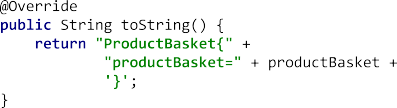 @Override
public String toString() {
    return "ProductBasket{" +
            "productBasket=" + productBasket +
            '}';
}